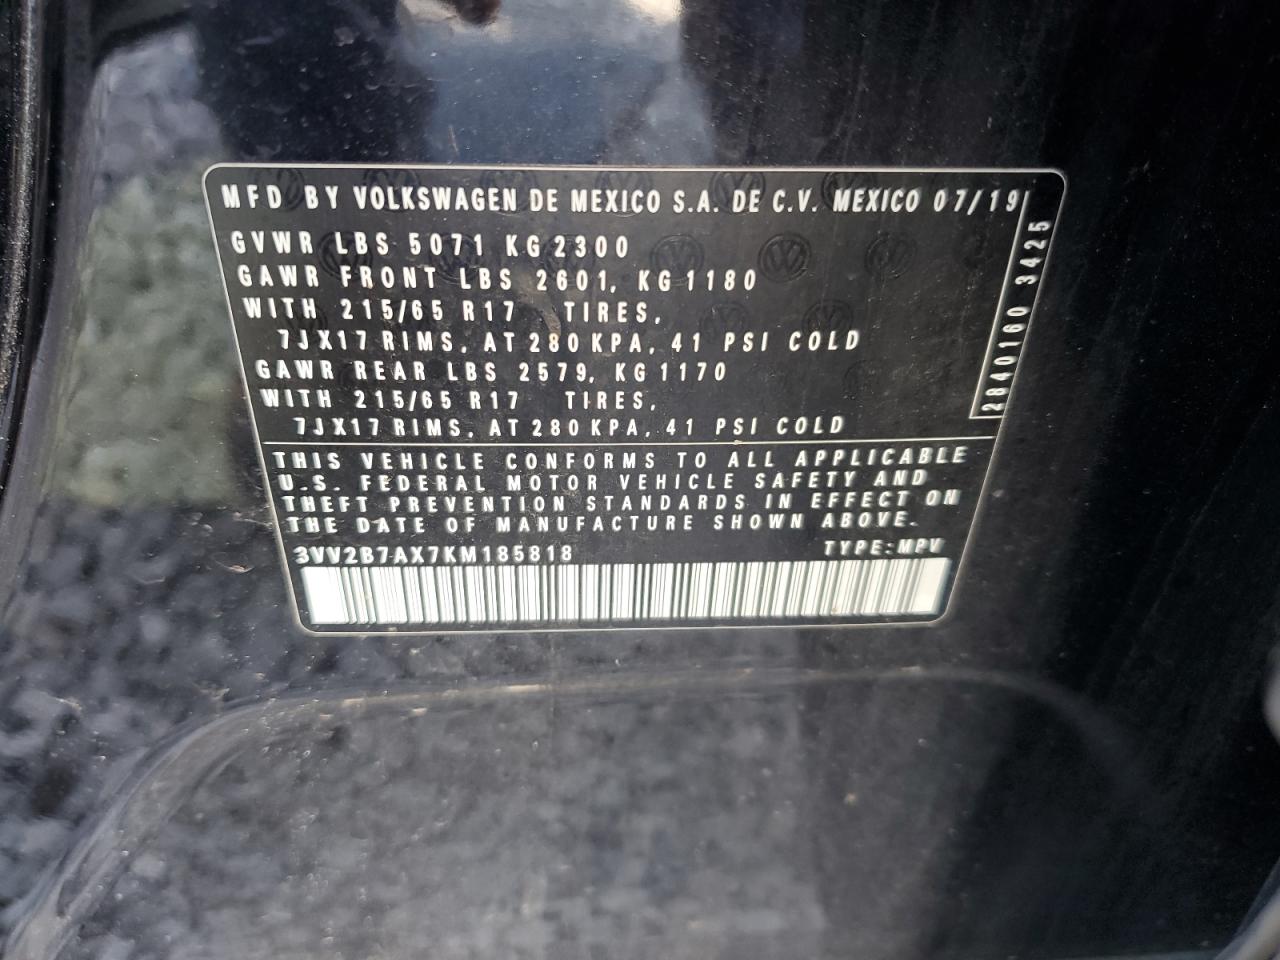 MFD BY VOLKSWAGEN DE MEXICO S.A. DE C.V. MEXICO 07/19
GVWR LBS 5071 KG 2300
GAWR FRONT LBS 2601, KG 1180
WITH 215/65 R17 TIRES,
7JX17 RIMS, AT 280 KPA, 41 PSI COLD
GAWR REAR LBS 2579, KG 1170
WITH 215/65 R17 TIRES,
7JX17 RIMS, AT 280 KPA, 41 PSI COLD
2840160 3425
THIS VEHICLE CONFORMS TO ALL APPLICABLE
U.S. FEDERAL MOTOR VEHICLE SAFETY AND
THEFT PREVENTION STANDARDS IN EFFECT ON
THE DATE OF MANUFACTURE SHOWN ABOVE.
3VV2B7AX7KM185818 TYPE:MPV